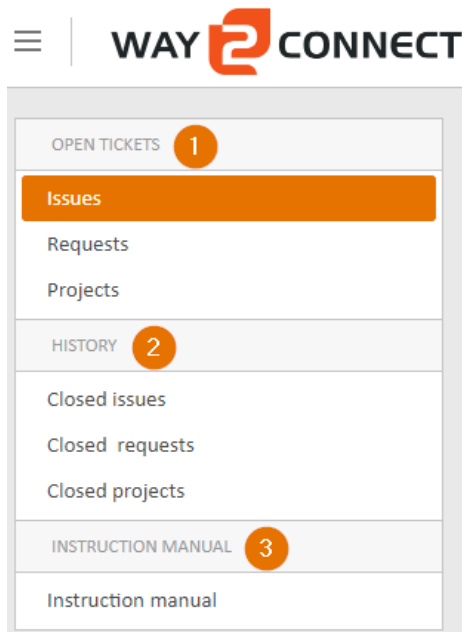 WAY 2 CONNECT
OPEN TICKETS 1
Issues
Requests
Projects
HISTORY 2
Closed issues
Closed requests
Closed projects
INSTRUCTION MANUAL 3
Instruction manual